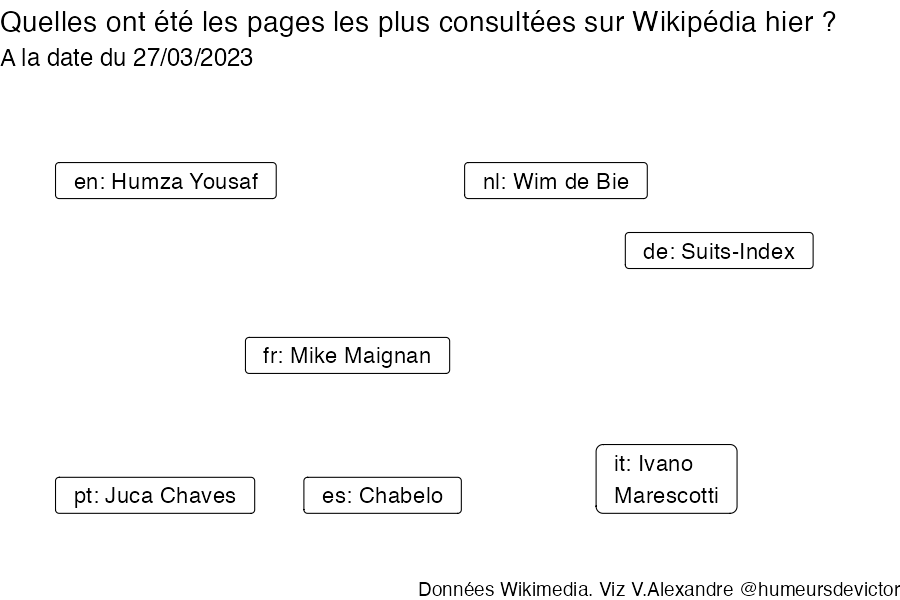 Quelles ont été les pages les plus consultées sur Wikipédia hier ?
A la date du 27/03/2023
en: Humza Yousaf
nl: Wim de Bie
de: Suits-Index
fr: Mike Maignan
it: Ivano
Marescotti
pt: Juca Chaves
es: Chabelo
Données Wikimedia. Viz V.Alexandre @humeursdevictor